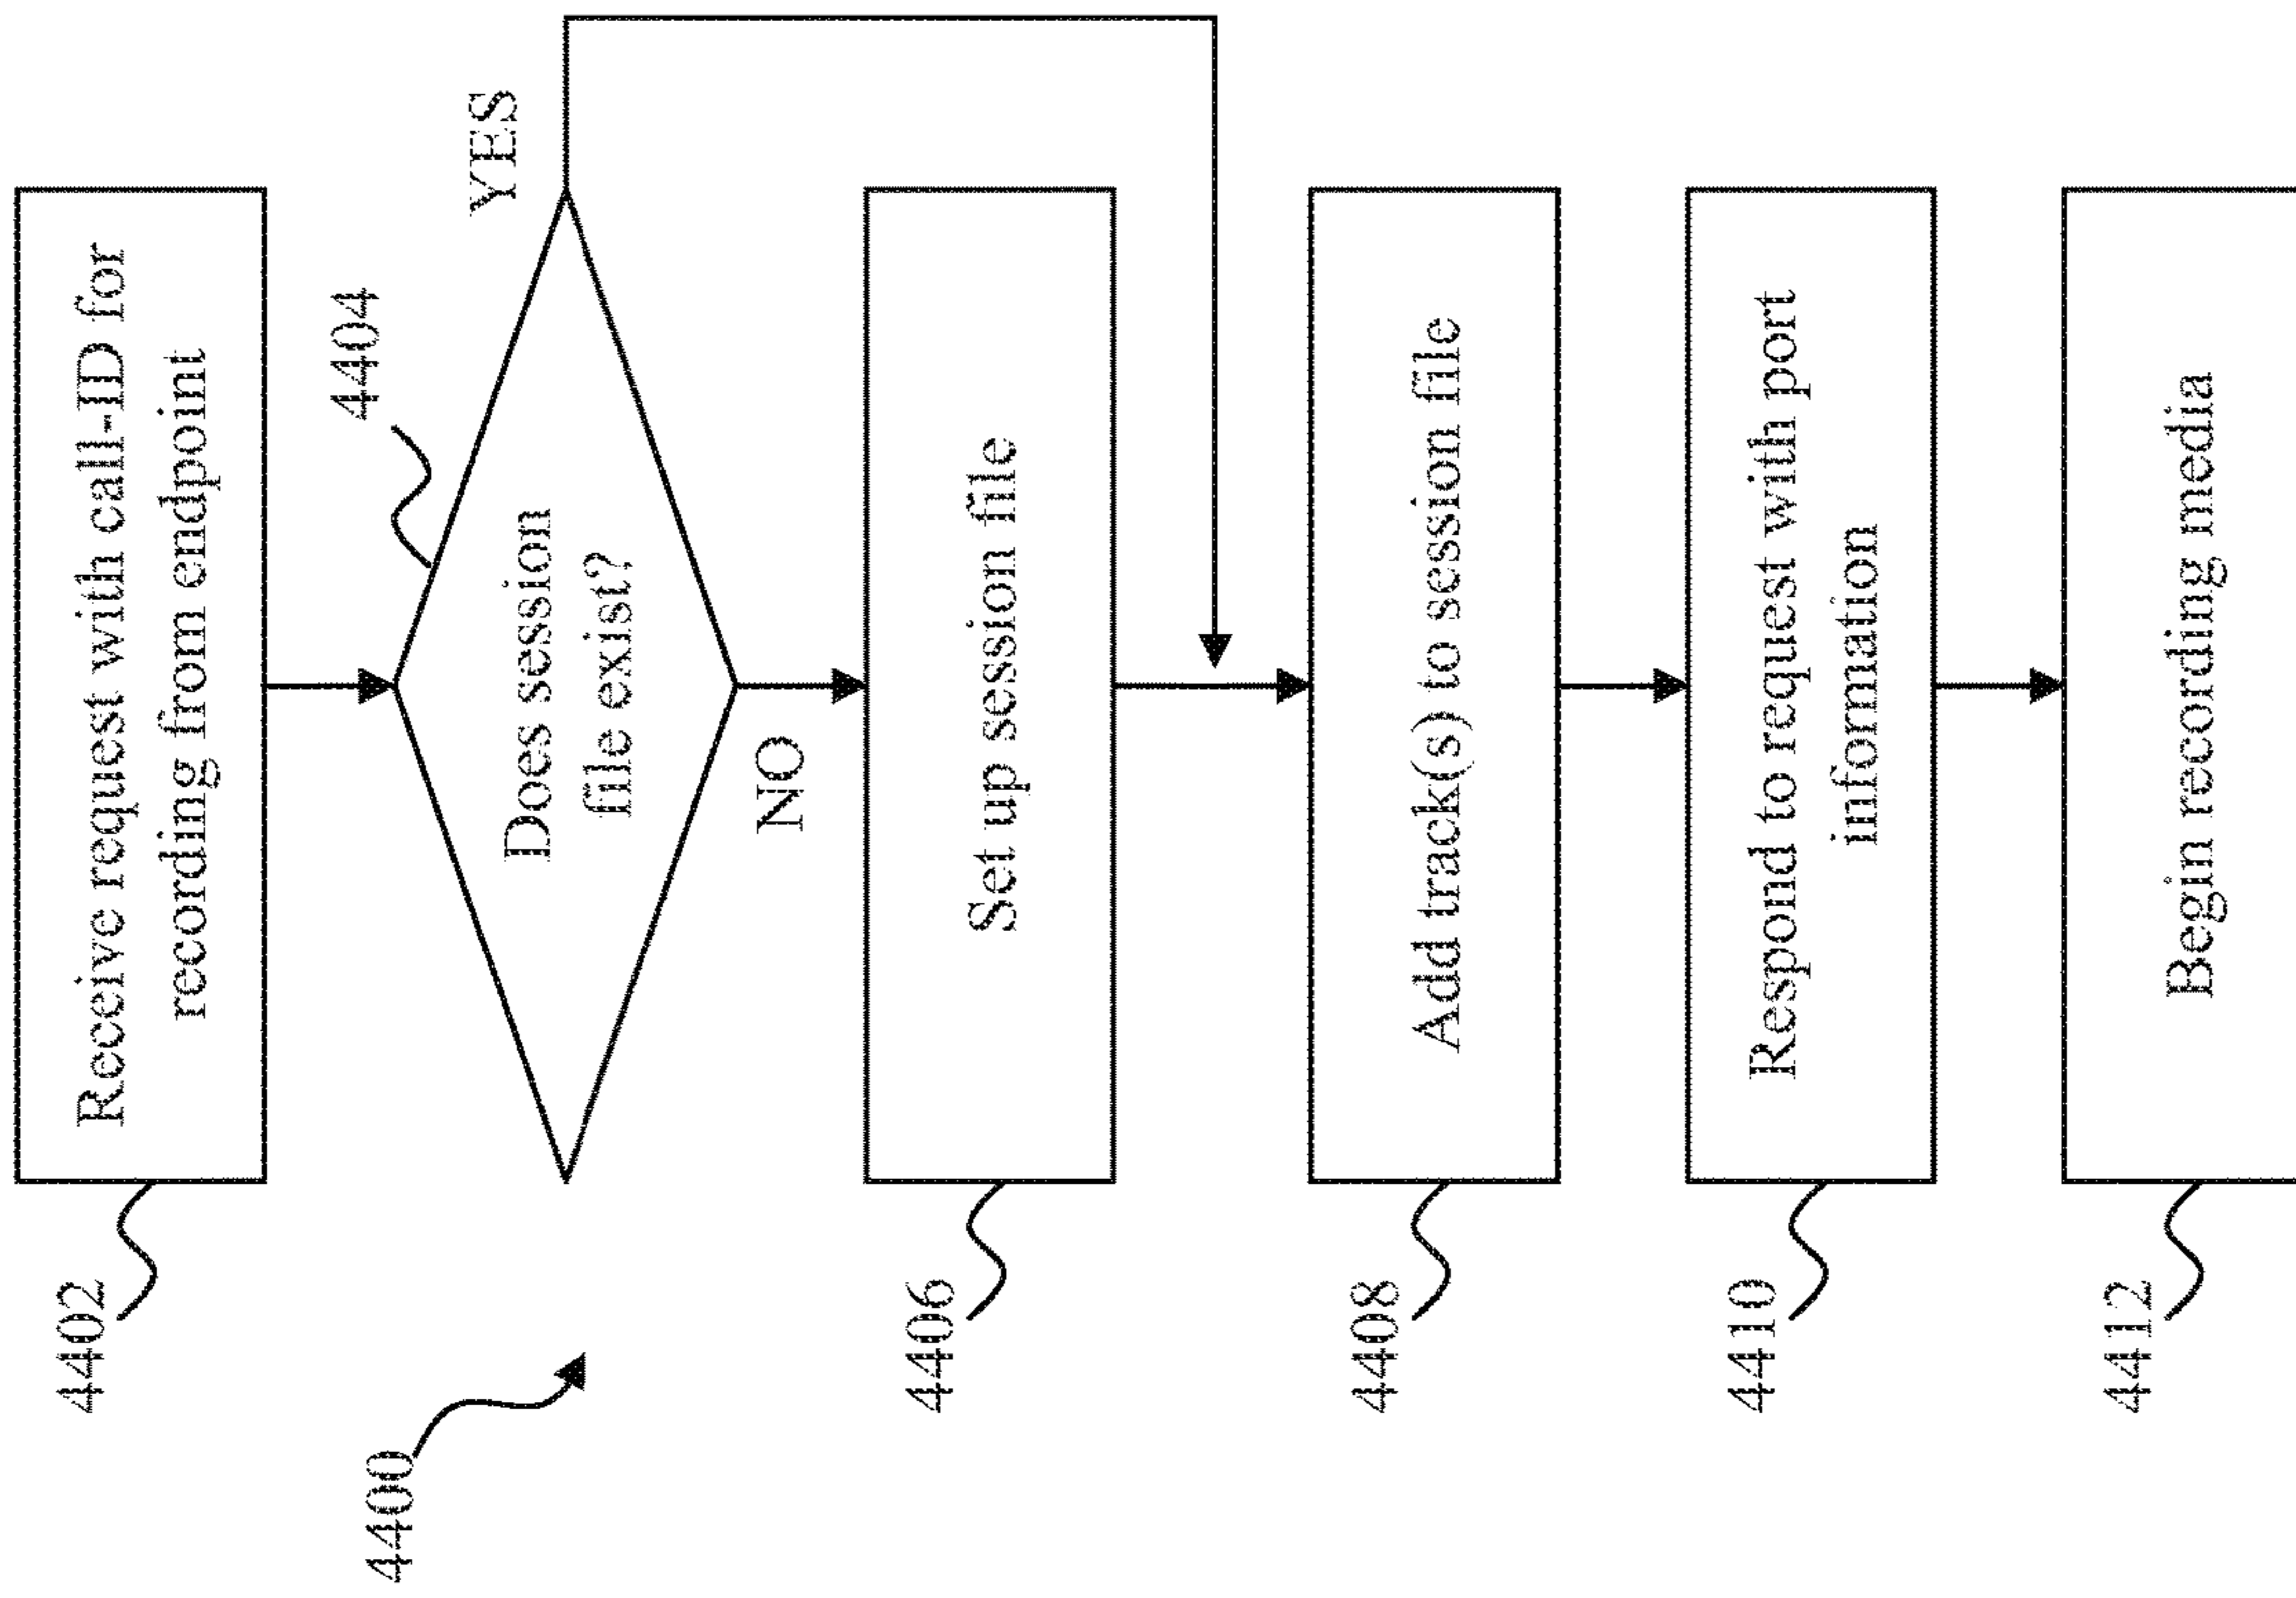 4400
4402
Receive request with call-ID for
recording from endpoint
4404
Does session
file exist?
YES
NO
4406
Set up session file
4408
Add track(s) to session file
4410
Respond to request with port
information
4412
Begin recording media